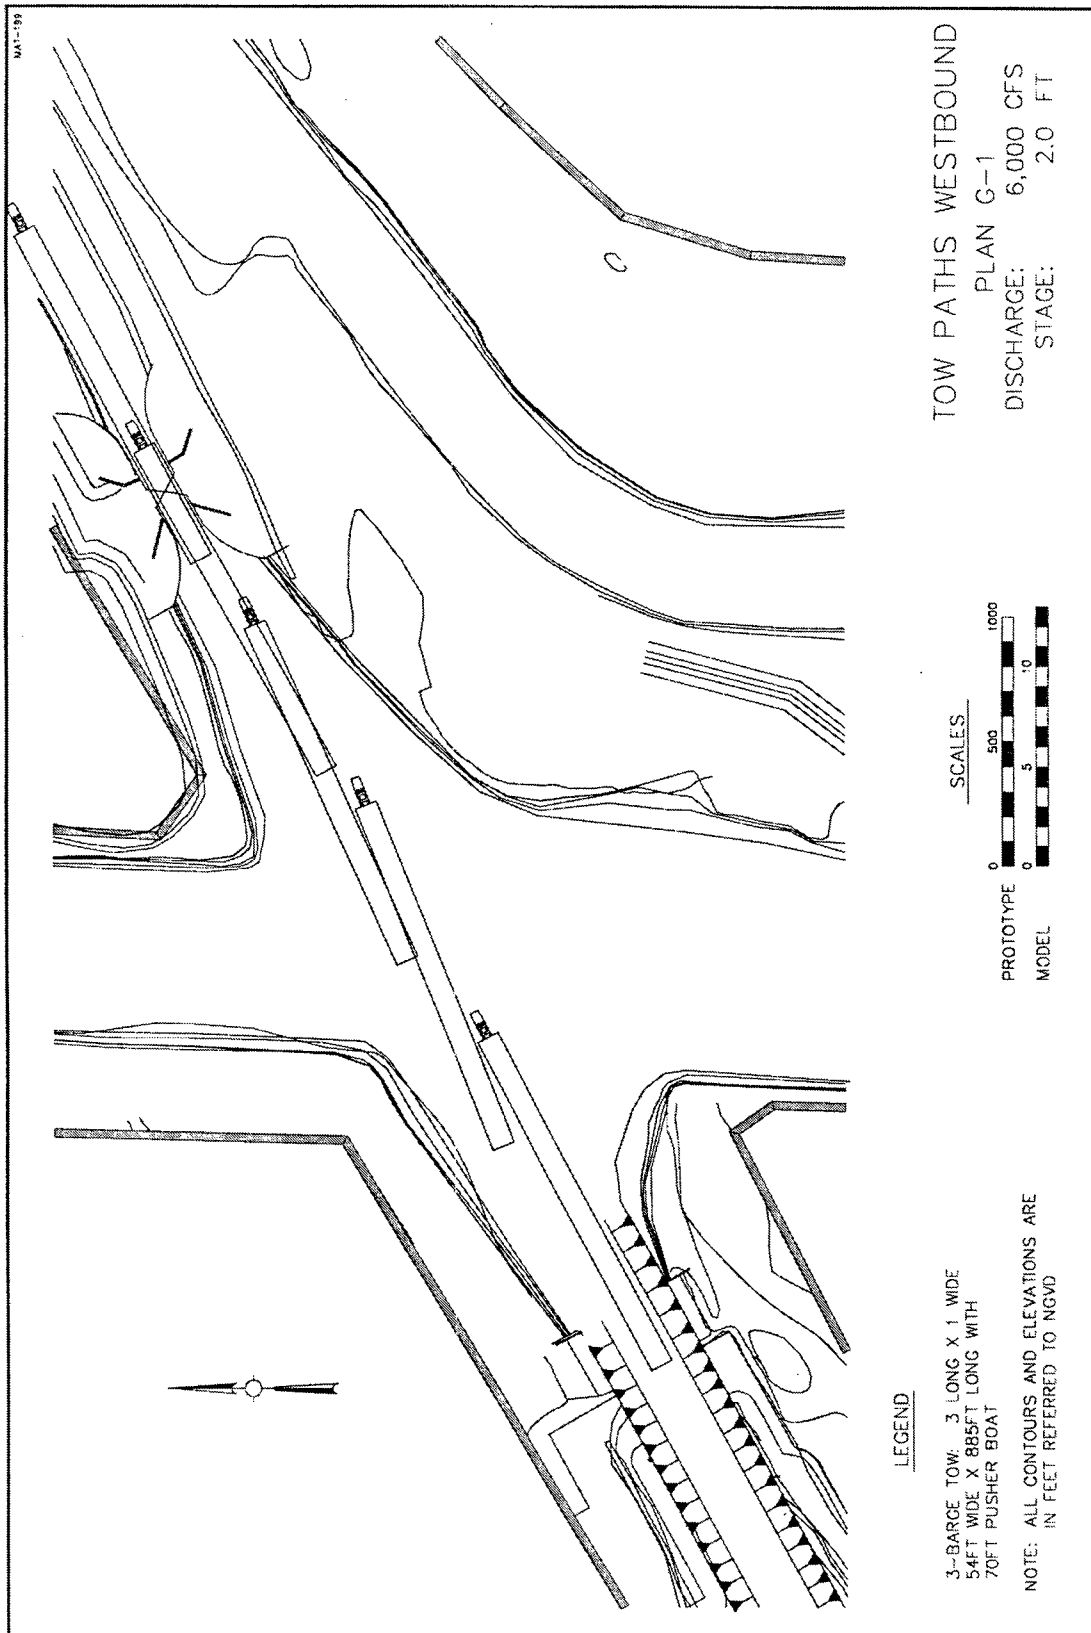 MAT-199
TOW PATHS WESTBOUND
PLAN G-1
DISCHARGE: 6,000 CFS
STAGE: 2.0 FT
SCALES
PROTOTYPE 0 500 1000
MODEL 0 5 10
LEGEND
3-BARGE TOW: 3 LONG X 1 WIDE
54FT WIDE X 885FT LONG WITH
70FT PUSHER BOAT
NOTE: ALL CONTOURS AND ELEVATIONS ARE
IN FEET REFERRED TO NGVD